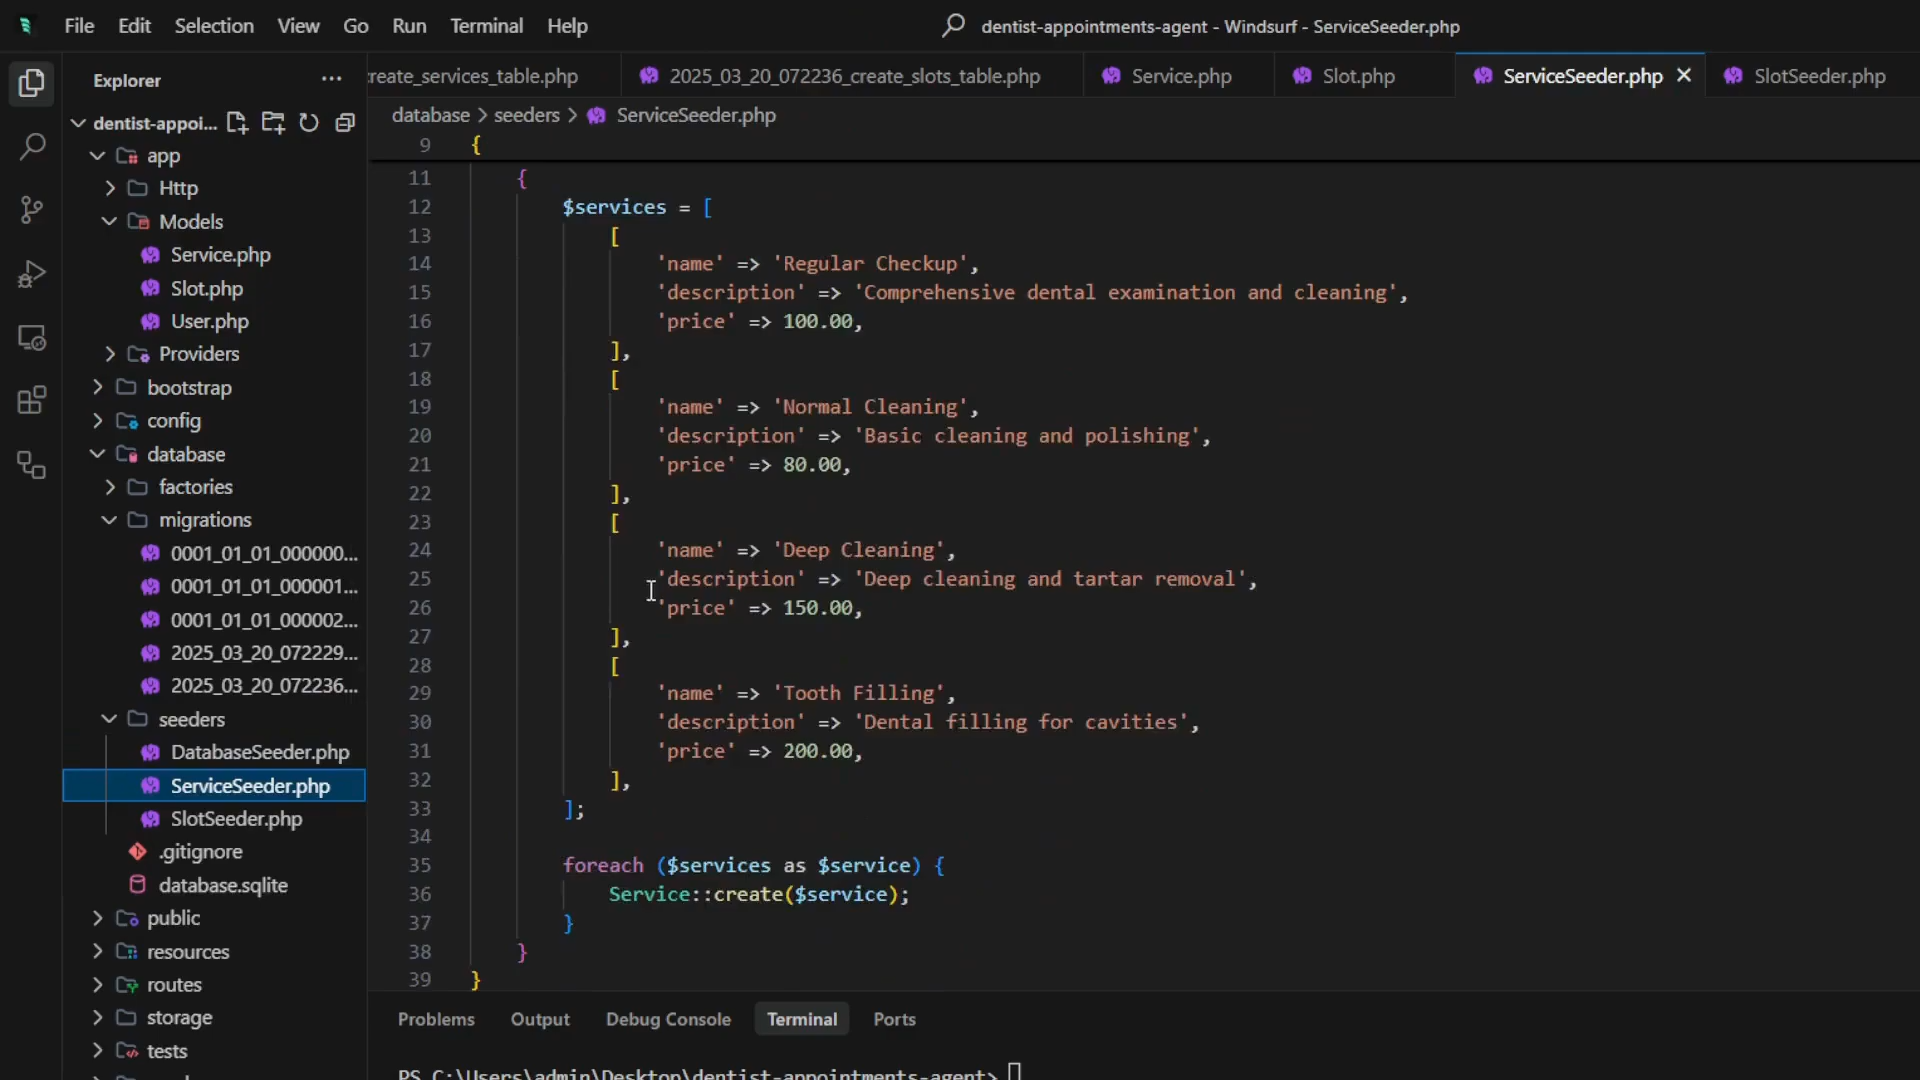 File Edit Selection View Go Run Terminal Help
dentist-appointments-agent - Windsurf - ServiceSeeder.php
Explorer
create_services_table.php 2025_03_20_072236_create_slots_table.php Service.php Slot.php ServiceSeeder.php SlotSeeder.php
database > seeders > ServiceSeeder.php
dentist-appoi...
app
Http
Models
Service.php
Slot.php
User.php
Providers
bootstrap
config
database
factories
migrations
0001_01_01_000000...
0001_01_01_000001...
0001_01_01_000002...
2025_03_20_072229...
2025_03_20_072236...
seeders
DatabaseSeeder.php
ServiceSeeder.php
SlotSeeder.php
.gitignore
database.sqlite
public
resources
routes
storage
tests
9 {
11 {
12 $services = [
13 [
14 'name' => 'Regular Checkup',
15 'description' => 'Comprehensive dental examination and cleaning',
16 'price' => 100.00,
17 ],
18 [
19 'name' => 'Normal Cleaning',
20 'description' => 'Basic cleaning and polishing',
21 'price' => 80.00,
22 ],
23 [
24 'name' => 'Deep Cleaning',
25 'description' => 'Deep cleaning and tartar removal',
26 'price' => 150.00,
27 ],
28 [
29 'name' => 'Tooth Filling',
30 'description' => 'Dental filling for cavities',
31 'price' => 200.00,
32 ],
33 ];
34
35 foreach ($services as $service) {
36 Service::create($service);
37 }
38 }
39 }
Problems Output Debug Console Terminal Ports
PS C:\Users\admin\Desktop\dentist-appointments-agent>